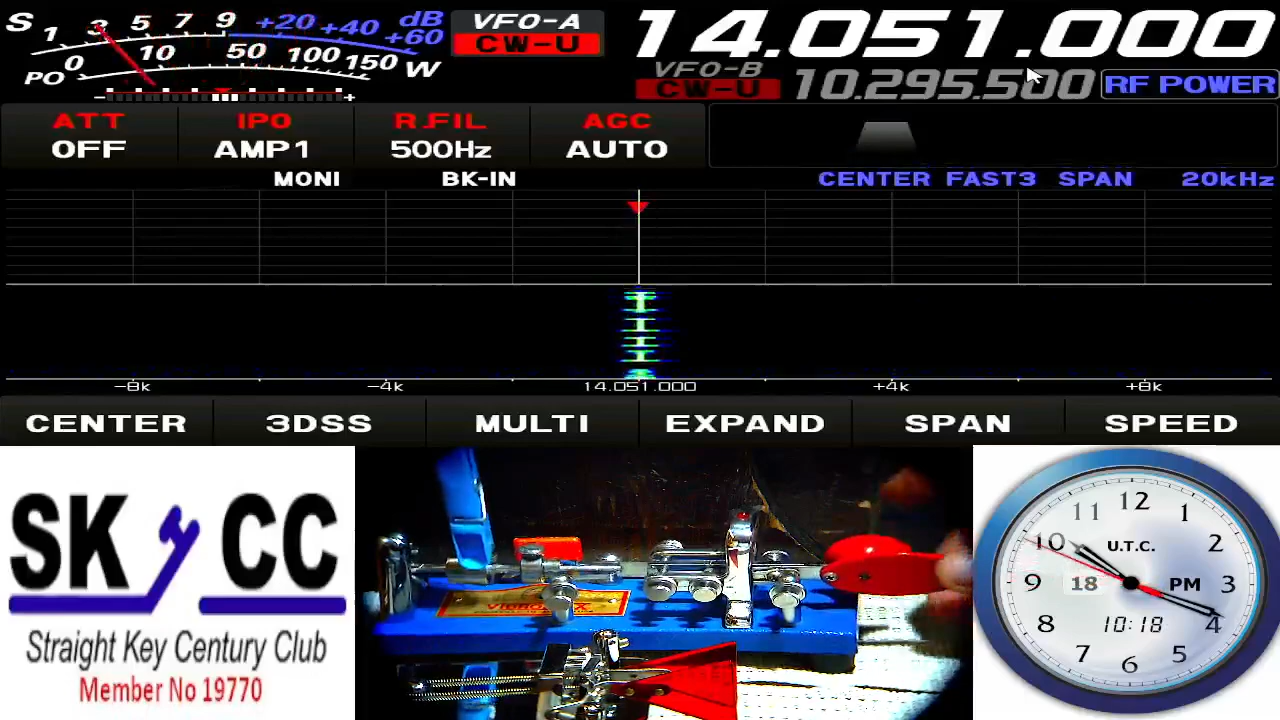 S 1 3 5 7 9 +20 +40 +60 dB
PO 0 10 50 100 150 W
- +
VFO-A
CW-U
14.051.000
VFO-B
CW-U
10.295.500
RF POWER
ATT IPO R.FIL AGC
OFF AMP1 500Hz AUTO
MONI BK-IN
CENTER FAST3 SPAN 20kHz
-8k -4k 14.051.000 +4k +8k
CENTER 3DSS MULTI EXPAND SPAN SPEED
SK CC
Straight Key Century Club
Member No 19770
12
11 1
10 U.T.C. 2
9 18 PM 3
8 10:18 4
7 5
6